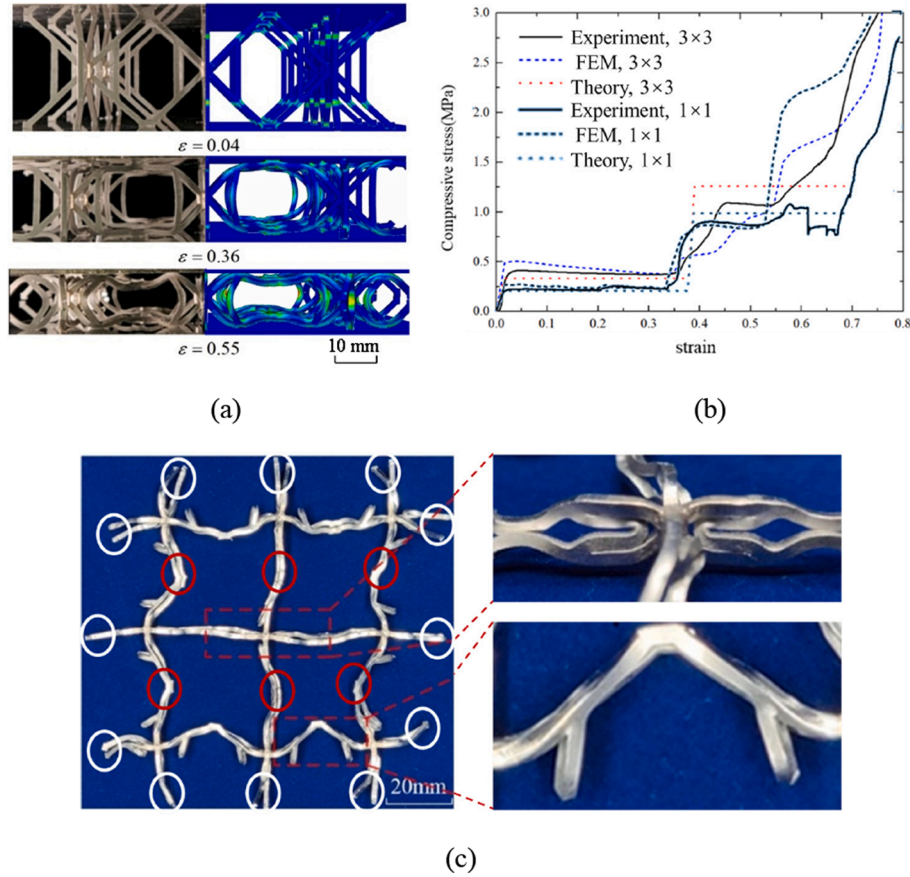 ε = 0.04
ε = 0.36
ε = 0.55
10 mm
(a)
Compressive stress(MPa)
3.0
2.5
2.0
1.5
1.0
0.5
0.0
0.0 0.1 0.2 0.3 0.4 0.5 0.6 0.7 0.8
strain
Experiment, 3×3
FEM, 3×3
Theory, 3×3
Experiment, 1×1
FEM, 1×1
Theory, 1×1
(b)
20mm
(c)